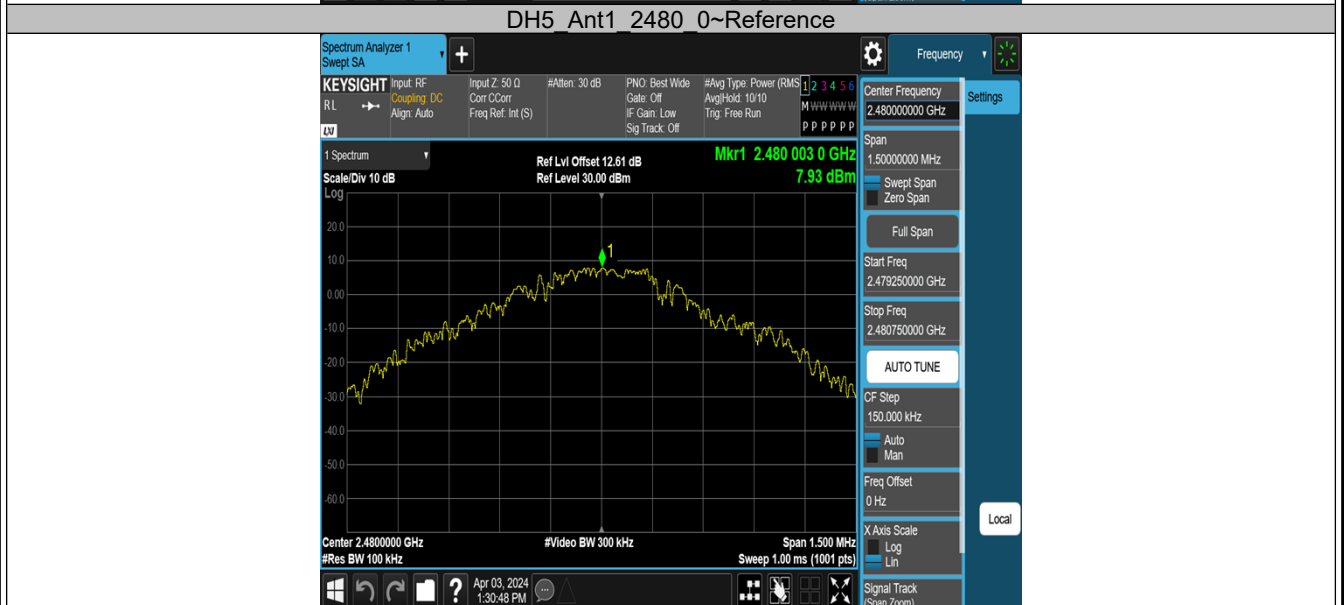 DH5_Ant1_2480_0~Reference
Spectrum Analyzer 1
Swept SA
+
Frequency
KEYSIGHT
RL
LXI
Input: RF
Coupling: DC
Align: Auto
Input Z: 50 Ω
Corr CCorr
Freq Ref: Int (S)
#Atten: 30 dB
PNO: Best Wide
Gate: Off
IF Gain: Low
Sig Track: Off
#Avg Type: Power (RMS
Avg|Hold: 10/10
Trig: Free Run
1 2 3 4 5 6
M W W W W W
P P P P P P
Center Frequency
2.480000000 GHz
Settings
1 Spectrum
Scale/Div 10 dB
Log
Ref Lvl Offset 12.61 dB
Ref Level 30.00 dBm
Mkr1 2.480 003 0 GHz
7.93 dBm
20.0
10.0
0.00
-10.0
-20.0
-30.0
-40.0
-50.0
-60.0
1
Center 2.4800000 GHz
#Res BW 100 kHz
#Video BW 300 kHz
Span 1.500 MHz
Sweep 1.00 ms (1001 pts)
Span
1.50000000 MHz
Swept Span
Zero Span
Full Span
Start Freq
2.479250000 GHz
Stop Freq
2.480750000 GHz
AUTO TUNE
CF Step
150.000 kHz
Auto
Man
Freq Offset
0 Hz
X Axis Scale
Log
Lin
Local
Signal Track
(Span Zoom)
?
Apr 03, 2024
1:30:48 PM